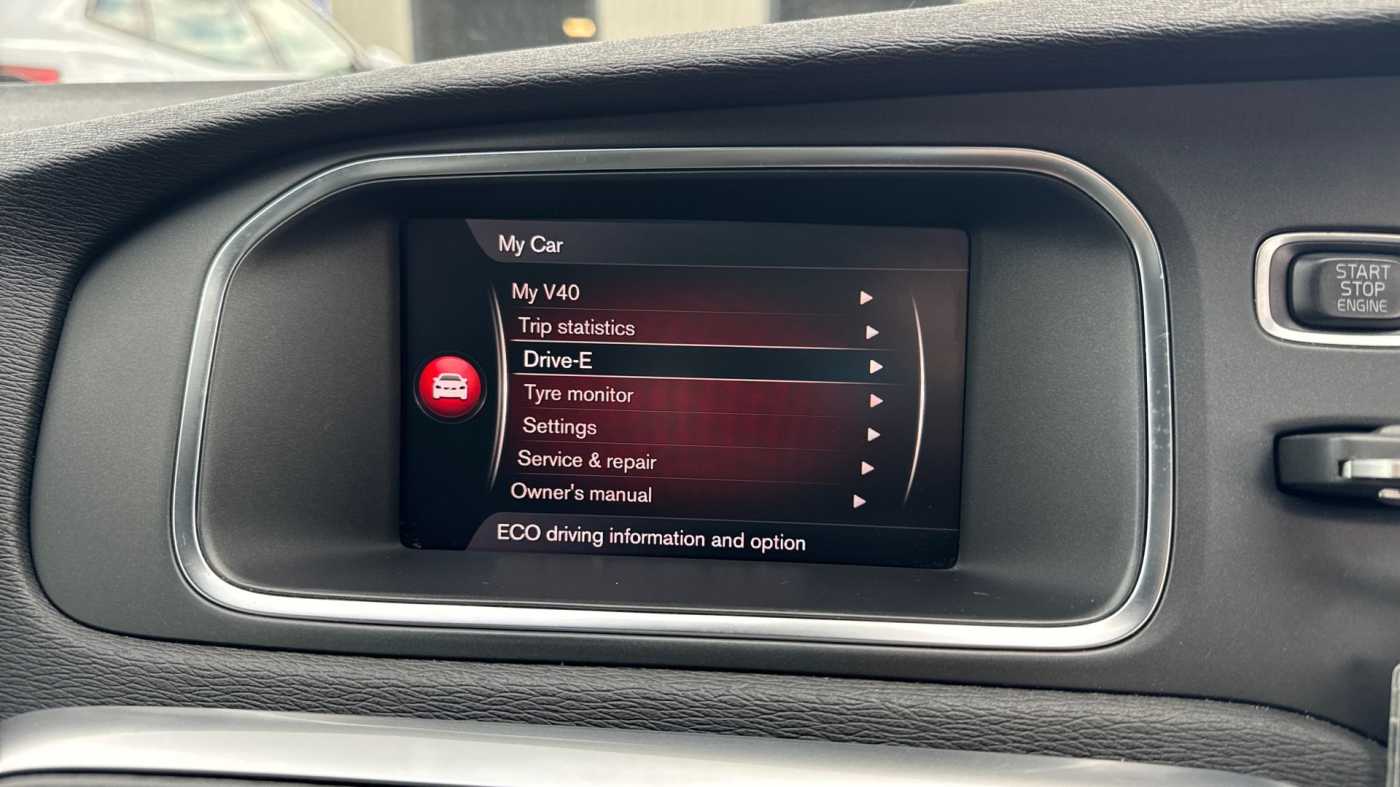 My Car
My V40
Trip statistics
Drive-E
Tyre monitor
Settings
Service & repair
Owner's manual
ECO driving information and option
START
STOP
ENGINE